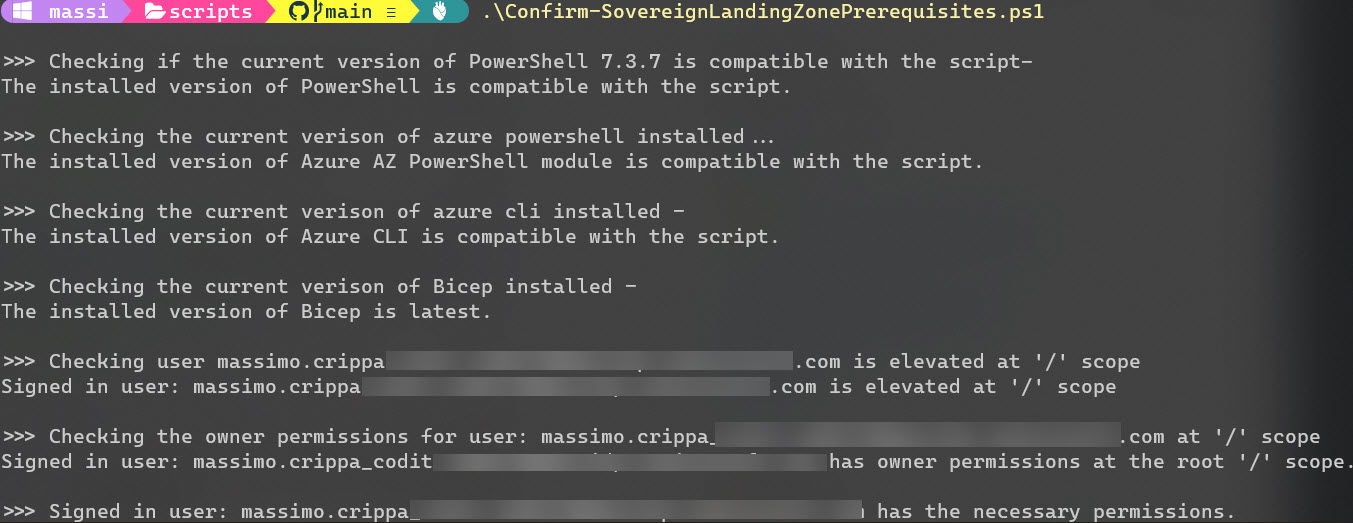 massi scripts main ≡ .\Confirm-SovereignLandingZonePrerequisites.ps1
>>> Checking if the current version of PowerShell 7.3.7 is compatible with the script-
The installed version of PowerShell is compatible with the script.
>>> Checking the current verison of azure powershell installed...
The installed version of Azure AZ PowerShell module is compatible with the script.
>>> Checking the current verison of azure cli installed -
The installed version of Azure CLI is compatible with the script.
>>> Checking the current verison of Bicep installed -
The installed version of Bicep is latest.
>>> Checking user massimo.crippa .com is elevated at '/' scope
Signed in user: massimo.crippa .com is elevated at '/' scope
>>> Checking the owner permissions for user: massimo.crippa_ .com at '/' scope
Signed in user: massimo.crippa_codit has owner permissions at the root '/' scope.
>>> Signed in user: massimo.crippa_ has the necessary permissions.